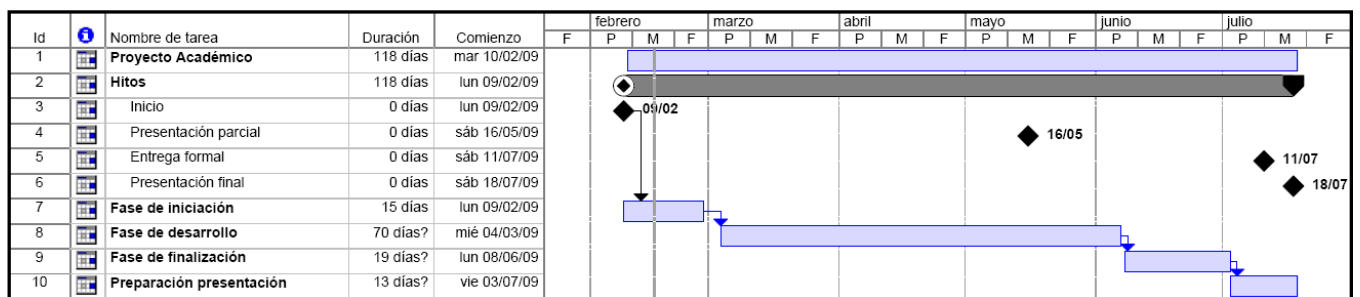 febrero marzo abril mayo junio julio
Id Nombre de tarea Duración Comienzo F P M F P M F P M F P M F P M F P M F
1 Proyecto Académico 118 días mar 10/02/09
2 Hitos 118 días lun 09/02/09
3 Inicio 0 días lun 09/02/09 09/02
4 Presentación parcial 0 días sáb 16/05/09 16/05
5 Entrega formal 0 días sáb 11/07/09 11/07
6 Presentación final 0 días sáb 18/07/09 18/07
7 Fase de iniciación 15 días lun 09/02/09
8 Fase de desarrollo 70 días? mié 04/03/09
9 Fase de finalización 19 días? lun 08/06/09
10 Preparación presentación 13 días? vie 03/07/09